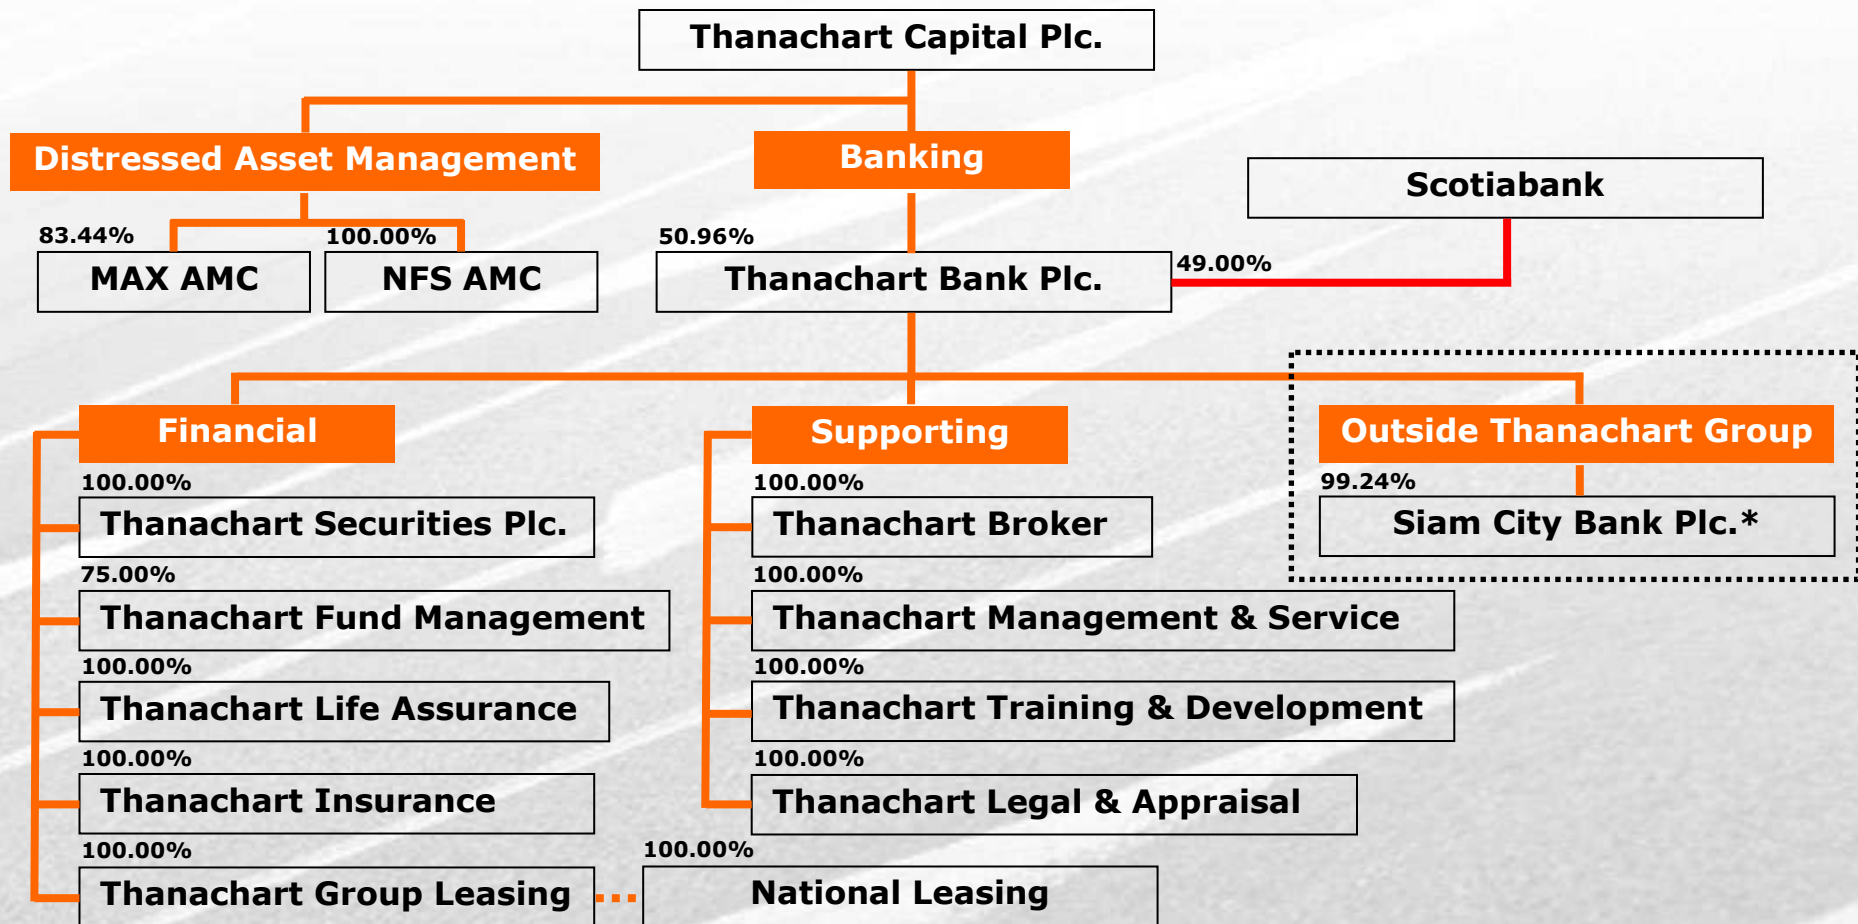 Thanachart Capital Plc.
Distressed Asset Management
Banking
Scotiabank
83.44%
MAX AMC
100.00%
NFS AMC
50.96%
Thanachart Bank Plc.
49.00%
Financial
100.00%
Thanachart Securities Plc.
75.00%
Thanachart Fund Management
100.00%
Thanachart Life Assurance
100.00%
Thanachart Insurance
100.00%
Thanachart Group Leasing
100.00%
National Leasing
Supporting
100.00%
Thanachart Broker
100.00%
Thanachart Management & Service
100.00%
Thanachart Training & Development
100.00%
Thanachart Legal & Appraisal
Outside Thanachart Group
99.24%
Siam City Bank Plc.*